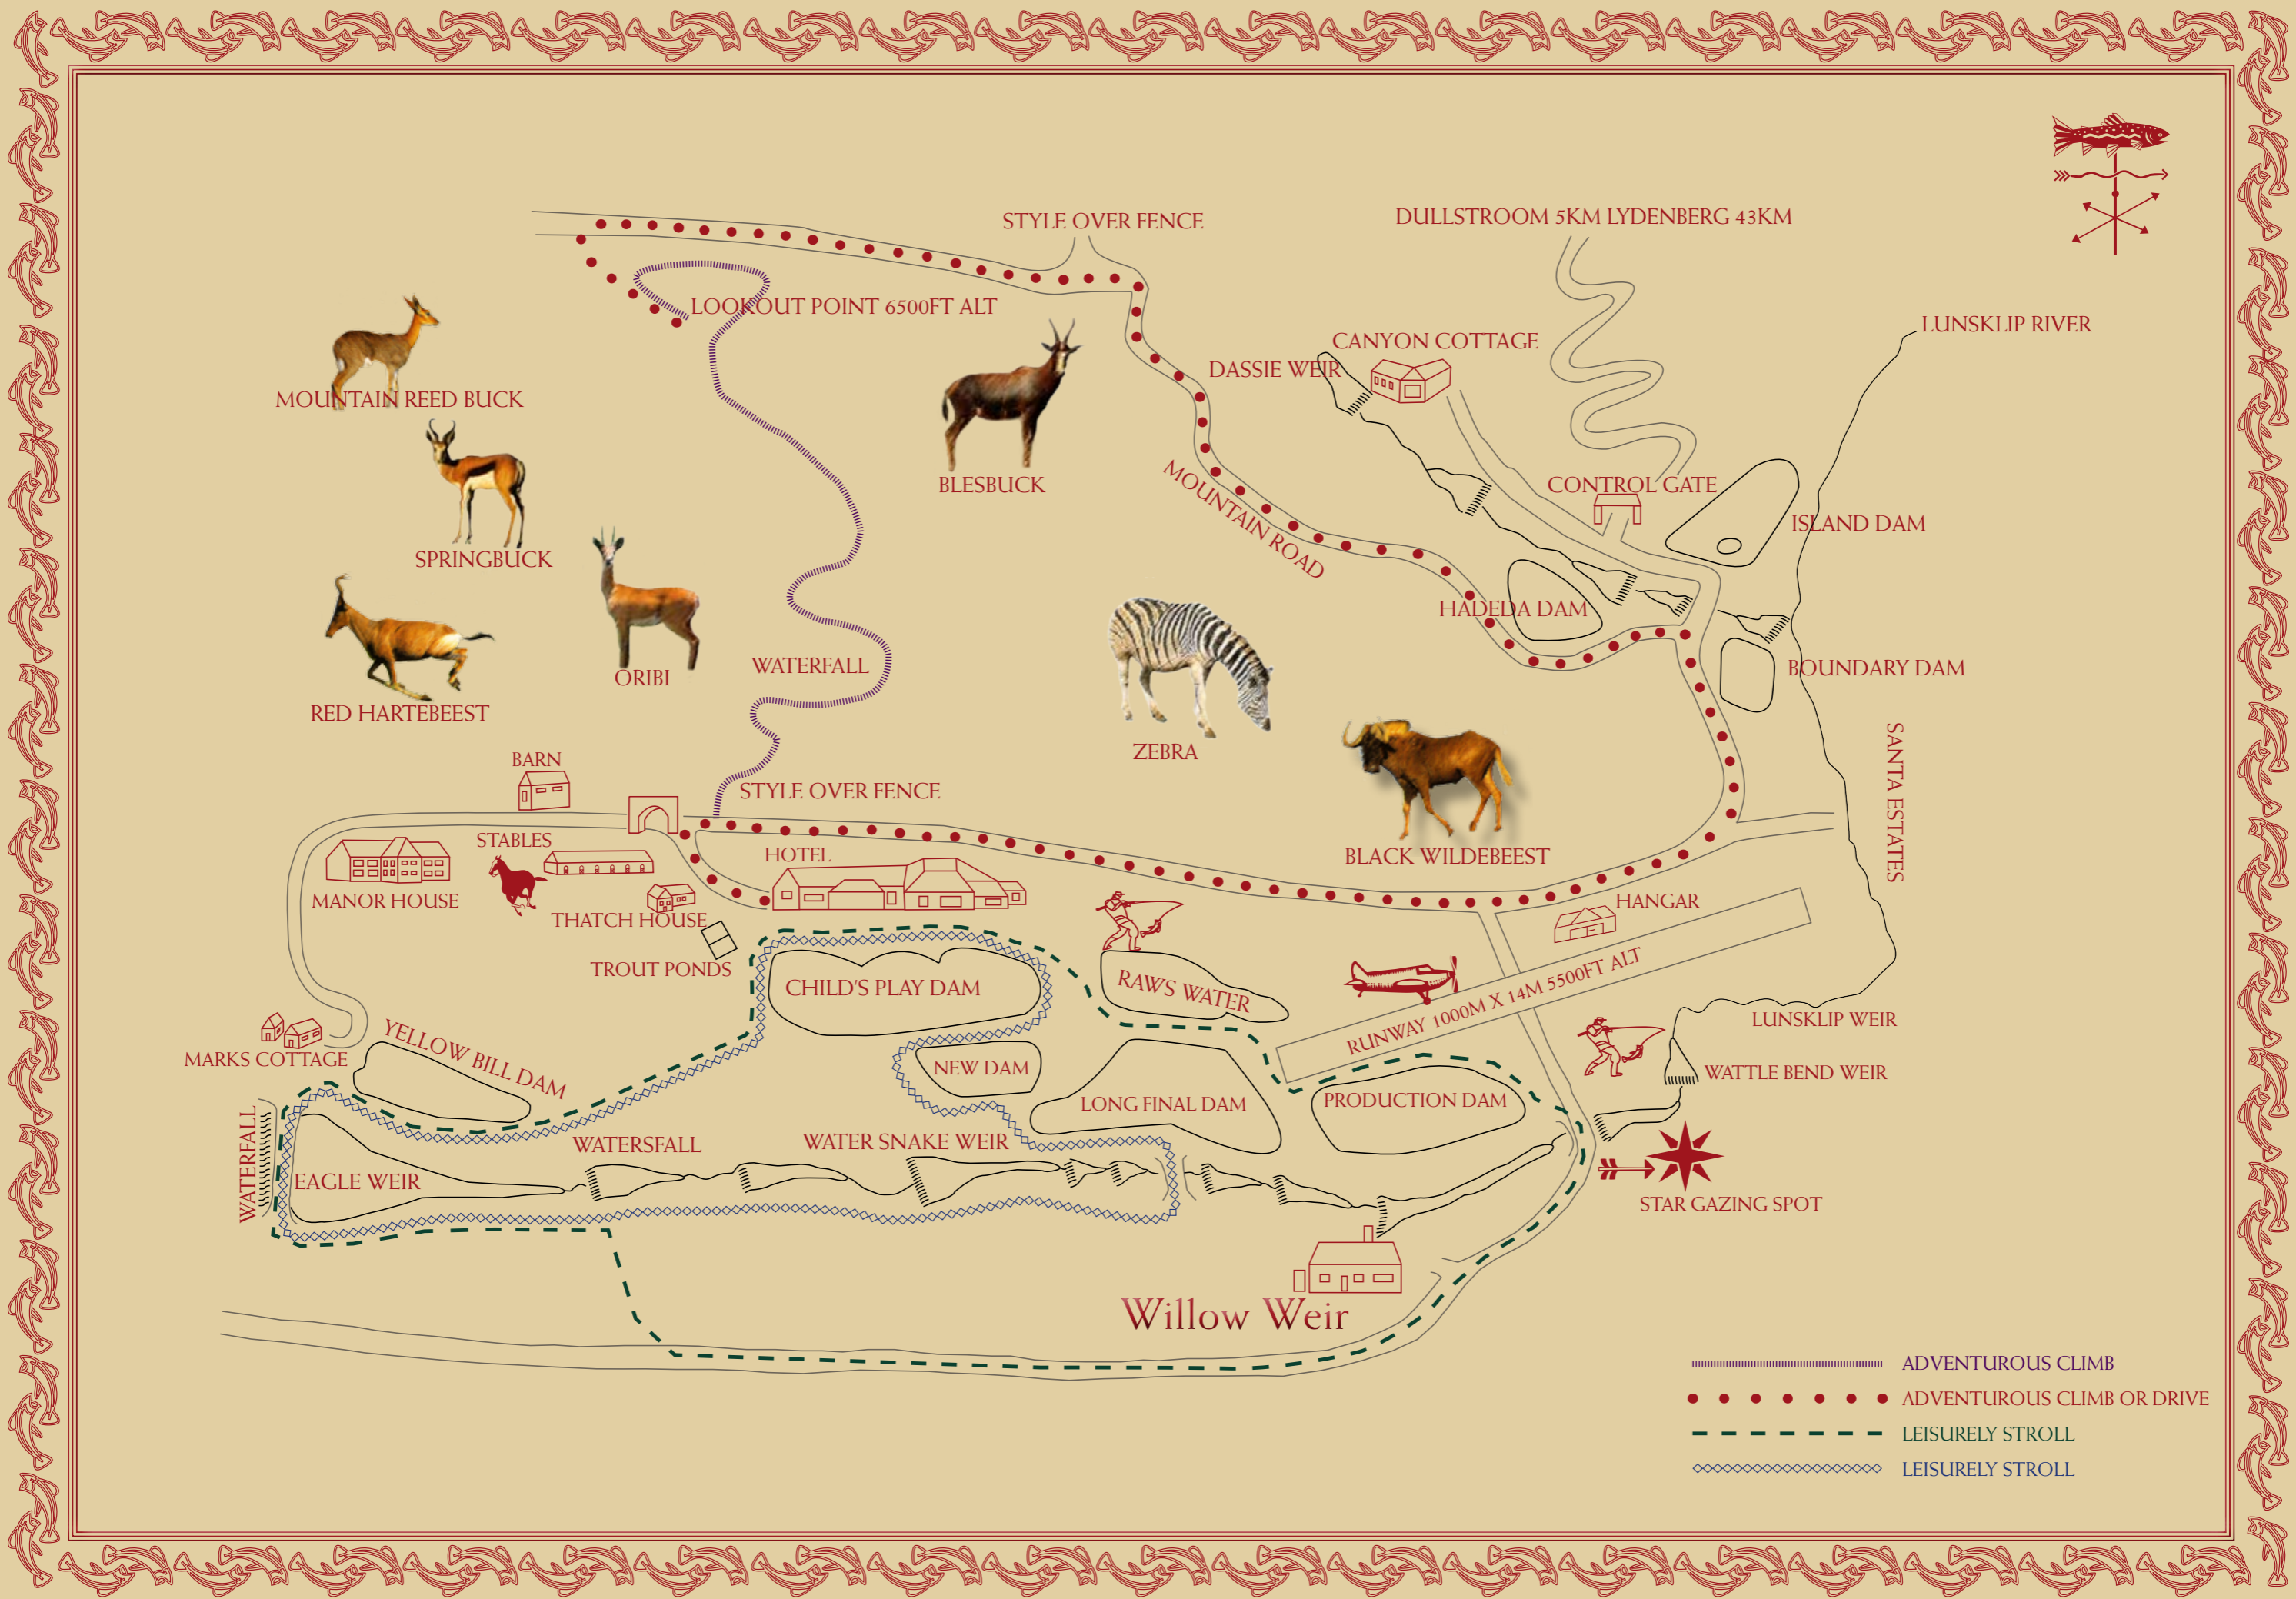 STYLE OVER FENCE
DULLSTROOM 5KM LYDENBERG 43KM
LOOKOUT POINT 6500FT ALT
LUNSKLIP RIVER
CANYON COTTAGE
DASSIE WEIR
MOUNTAIN REED BUCK
BLESBUCK
MOUNTAIN ROAD
CONTROL GATE
ISLAND DAM
SPRINGBUCK
HADEDA DAM
ORIBI
WATERFALL
BOUNDARY DAM
RED HARTEBEEST
ZEBRA
SANTA ESTATES
BARN
STYLE OVER FENCE
STABLES
HOTEL
BLACK WILDEBEEST
MANOR HOUSE
THATCH HOUSE
HANGAR
TROUT PONDS
CHILD'S PLAY DAM
RAWS WATER
RUNWAY 1000M X 14M 5500FT ALT
LUNSKLIP WEIR
MARKS COTTAGE
YELLOW BILL DAM
NEW DAM
WATTLE BEND WEIR
LONG FINAL DAM
PRODUCTION DAM
WATERFALL
WATERSFALL
WATER SNAKE WEIR
EAGLE WEIR
STAR GAZING SPOT
Willow Weir
ADVENTUROUS CLIMB
ADVENTUROUS CLIMB OR DRIVE
LEISURELY STROLL
LEISURELY STROLL